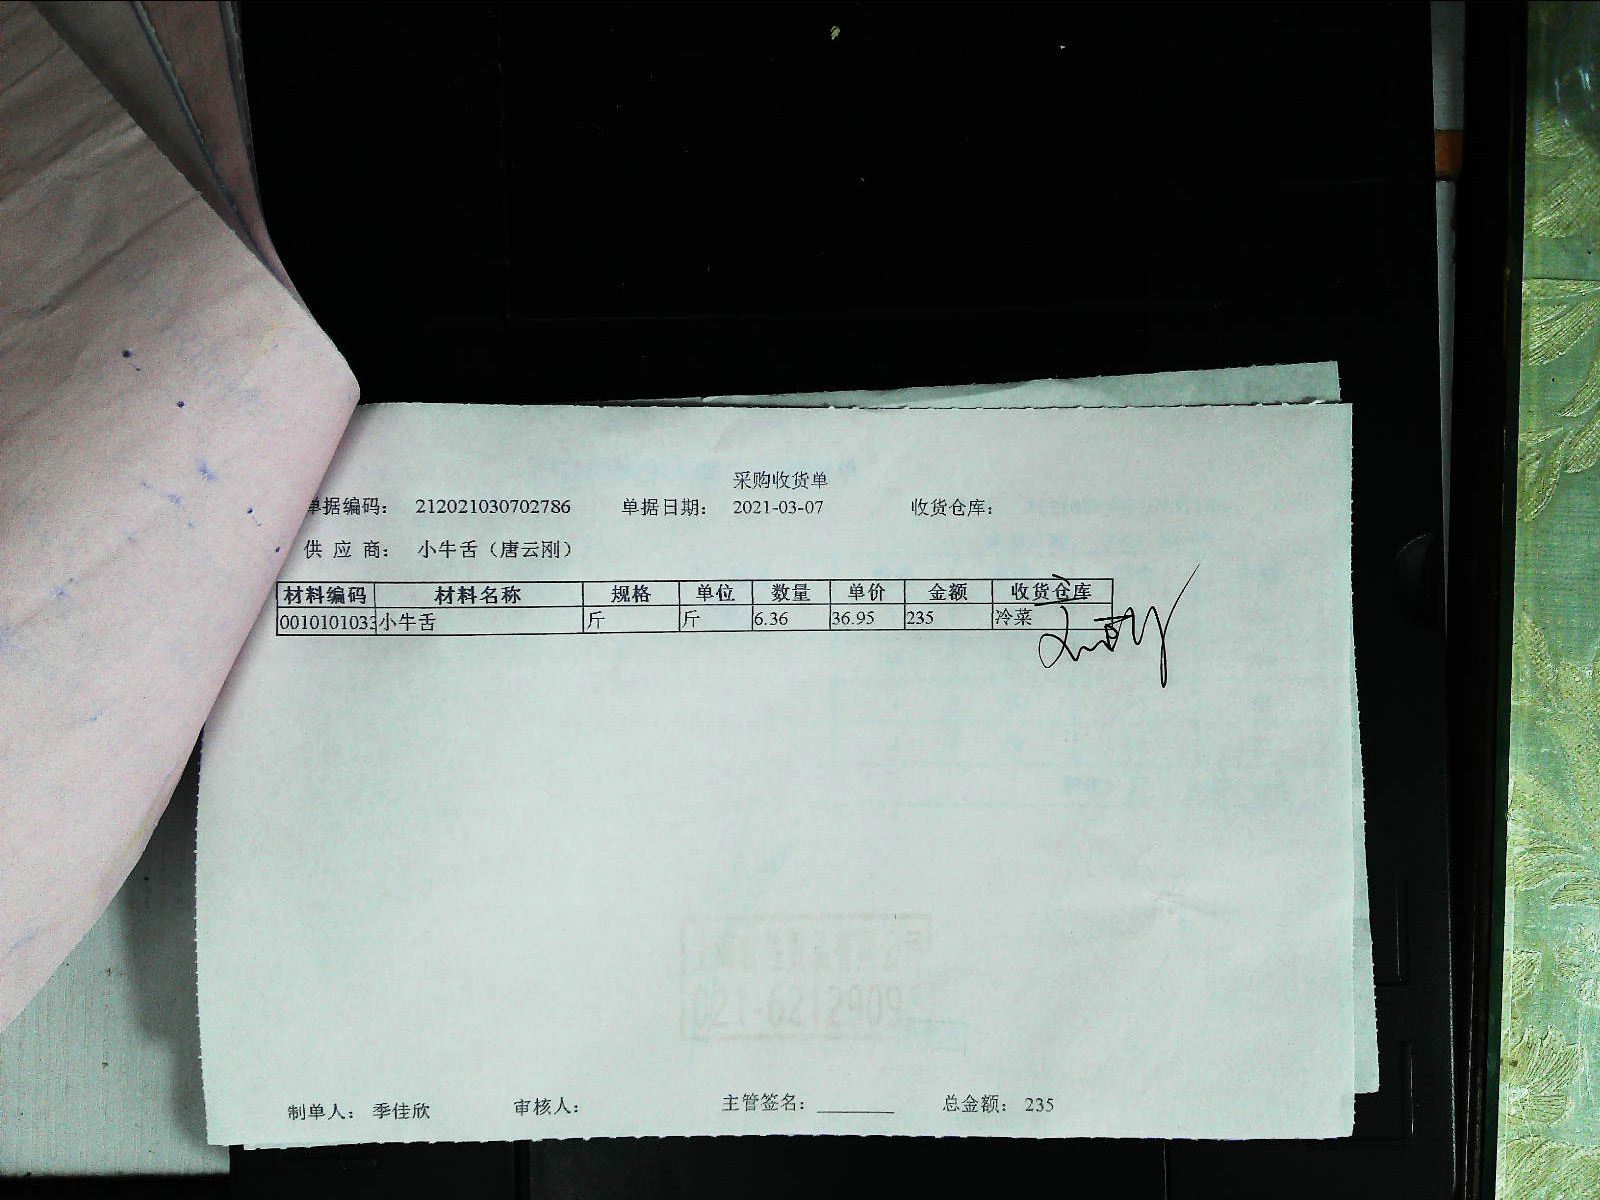 采购收货单
单据编码： 212021030702786 单据日期： 2021-03-07 收货仓库：
供 应 商： 小牛舌（唐云刚）
材料编码 材料名称 规格 单位 数量 单价 金额 收货仓库
0010101033 小牛舌 斤 斤 6.36 36.95 235 冷菜
021-6212909
制单人： 季佳欣 审核人： 主管签名：________ 总金额： 235